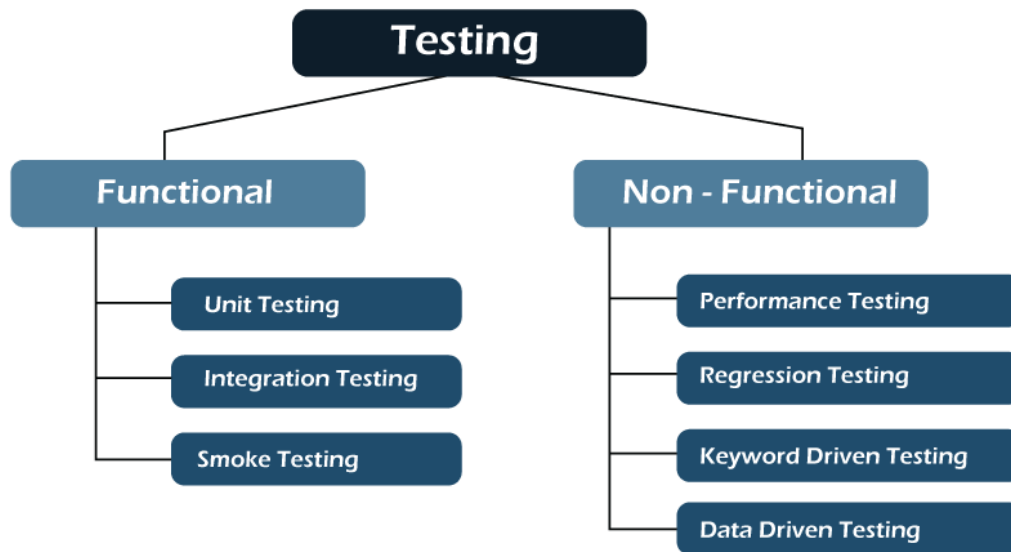 Testing
Functional
Non - Functional
Unit Testing
Integration Testing
Smoke Testing
Performance Testing
Regression Testing
Keyword Driven Testing
Data Driven Testing